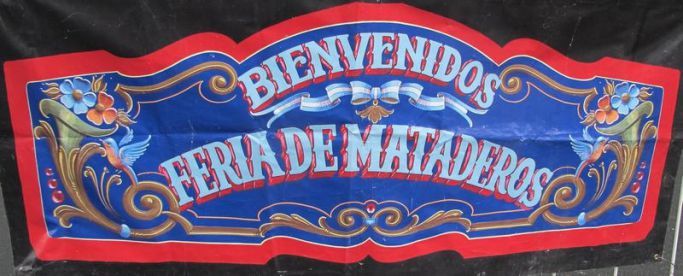 BIENVENIDOS
FERIA DE MATADEROS